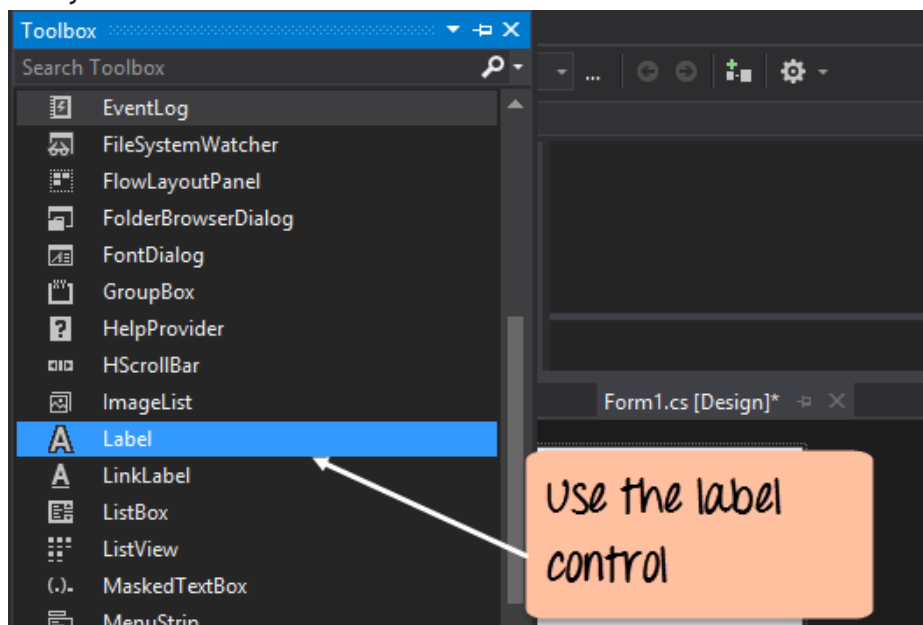 Toolbox
Search Toolbox
...
EventLog
FileSystemWatcher
FlowLayoutPanel
FolderBrowserDialog
FontDialog
GroupBox
HelpProvider
HScrollBar
ImageList
Form1.cs [Design]*
Label
LinkLabel
ListBox
ListView
MaskedTextBox
MenuStrip
Use the label
control